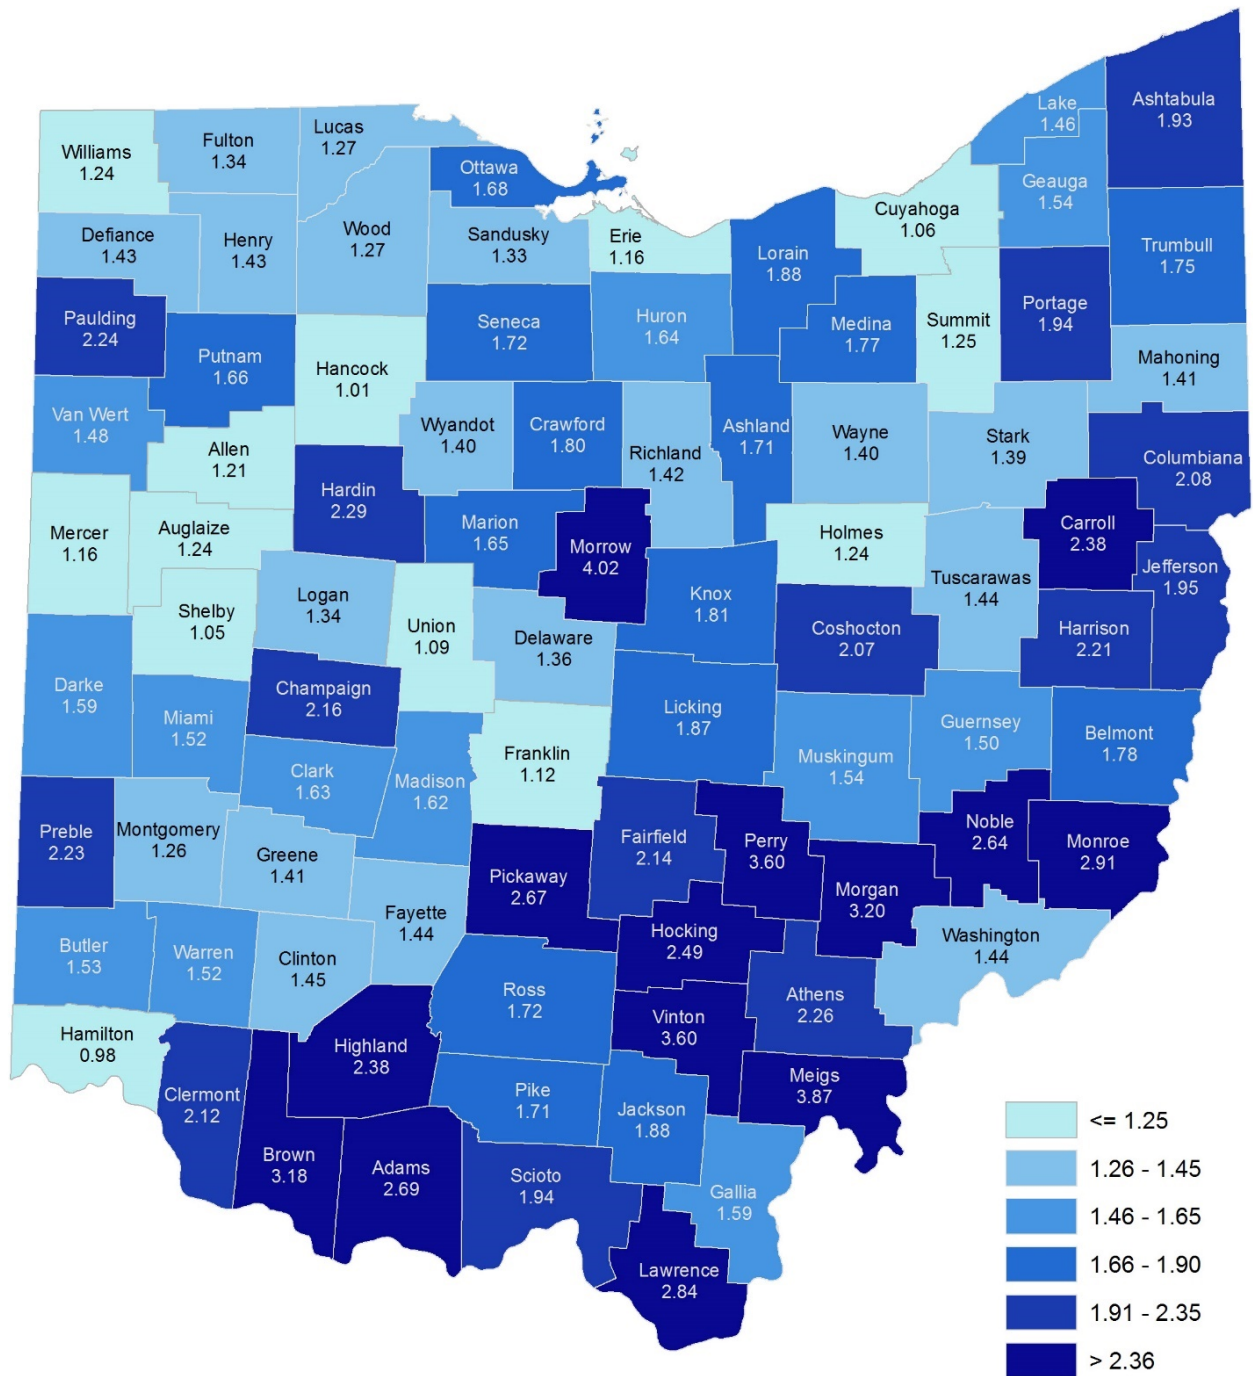 Lake
1.46
Ashtabula
1.93
Williams
1.24
Fulton
1.34
Lucas
1.27
Ottawa
1.68
Geauga
1.54
Cuyahoga
1.06
Defiance
1.43
Henry
1.43
Wood
1.27
Sandusky
1.33
Erie
1.16
Lorain
1.88
Trumbull
1.75
Paulding
2.24
Putnam
1.66
Hancock
1.01
Seneca
1.72
Huron
1.64
Medina
1.77
Summit
1.25
Portage
1.94
Mahoning
1.41
Van Wert
1.48
Allen
1.21
Wyandot
1.40
Crawford
1.80
Richland
1.42
Ashland
1.71
Wayne
1.40
Stark
1.39
Columbiana
2.08
Hardin
2.29
Mercer
1.16
Auglaize
1.24
Marion
1.65
Morrow
4.02
Holmes
1.24
Carroll
2.38
Jefferson
1.95
Tuscarawas
1.44
Shelby
1.05
Logan
1.34
Union
1.09
Delaware
1.36
Knox
1.81
Coshocton
2.07
Harrison
2.21
Darke
1.59
Miami
1.52
Champaign
2.16
Licking
1.87
Guernsey
1.50
Belmont
1.78
Clark
1.63
Madison
1.62
Franklin
1.12
Muskingum
1.54
Preble
2.23
Montgomery
1.26
Greene
1.41
Fairfield
2.14
Perry
3.60
Noble
2.64
Monroe
2.91
Pickaway
2.67
Morgan
3.20
Fayette
1.44
Hocking
2.49
Washington
1.44
Butler
1.53
Warren
1.52
Clinton
1.45
Ross
1.72
Athens
2.26
Hamilton
0.98
Highland
2.38
Vinton
3.60
Meigs
3.87
Clermont
2.12
Pike
1.71
Jackson
1.88
Brown
3.18
Adams
2.69
Scioto
1.94
Gallia
1.59
Lawrence
2.84
<= 1.25
1.26 - 1.45
1.46 - 1.65
1.66 - 1.90
1.91 - 2.35
> 2.36